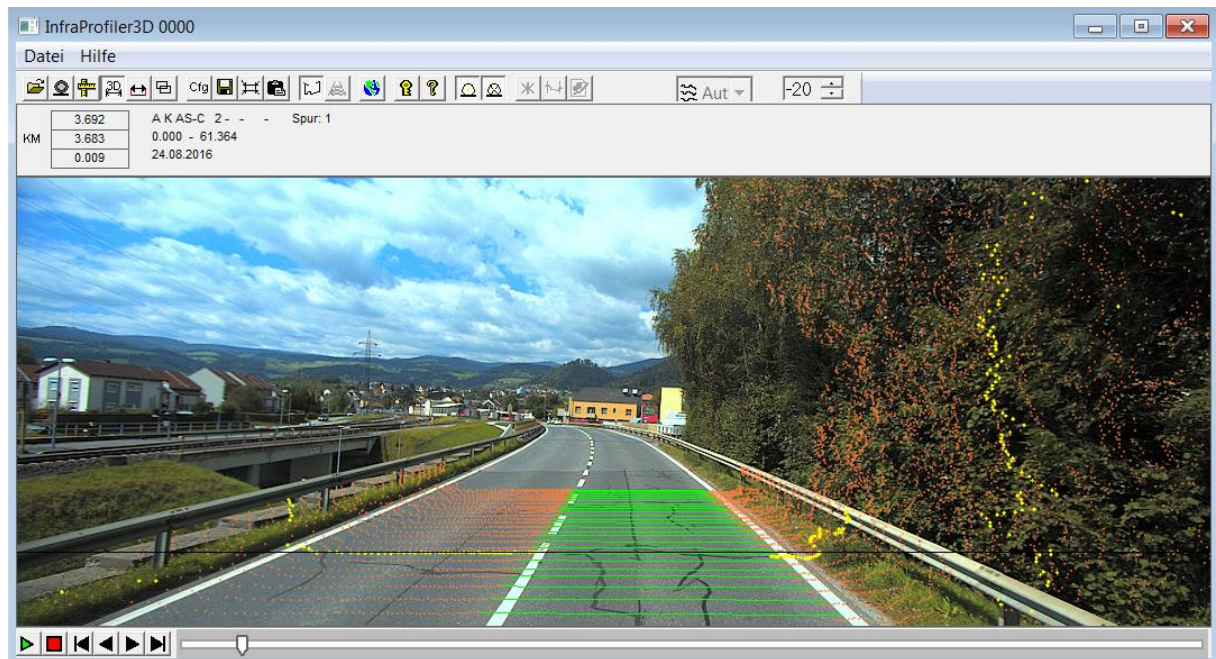 InfraProfiler3D 0000
Datei Hilfe
3D Cfg Aut -20
3.692 A K AS-C 2 - - - Spur: 1
KM 3.683 0.000 - 61.364
0.009 24.08.2016